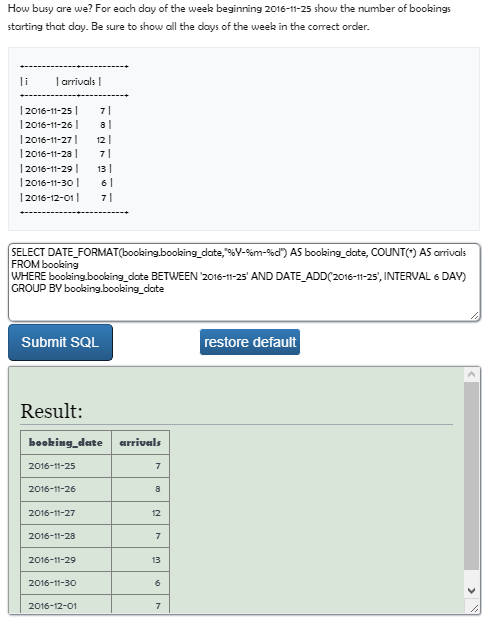 How busy are we? For each day of the week beginning 2016-11-25 show the number of bookings
starting that day. Be sure to show all the days of the week in the correct order.
+------------+----------+
| i | arrivals |
+------------+----------+
| 2016-11-25 | 7 |
| 2016-11-26 | 8 |
| 2016-11-27 | 12 |
| 2016-11-28 | 7 |
| 2016-11-29 | 13 |
| 2016-11-30 | 6 |
| 2016-12-01 | 7 |
+------------+----------+
SELECT DATE_FORMAT(booking.booking_date,"%Y-%m-%d") AS booking_date, COUNT(*) AS arrivals
FROM booking
WHERE booking.booking_date BETWEEN '2016-11-25' AND DATE_ADD('2016-11-25', INTERVAL 6 DAY)
GROUP BY booking.booking_date
Submit SQL restore default
Result:
booking_date arrivals
2016-11-25 7
2016-11-26 8
2016-11-27 12
2016-11-28 7
2016-11-29 13
2016-11-30 6
2016-12-01 7